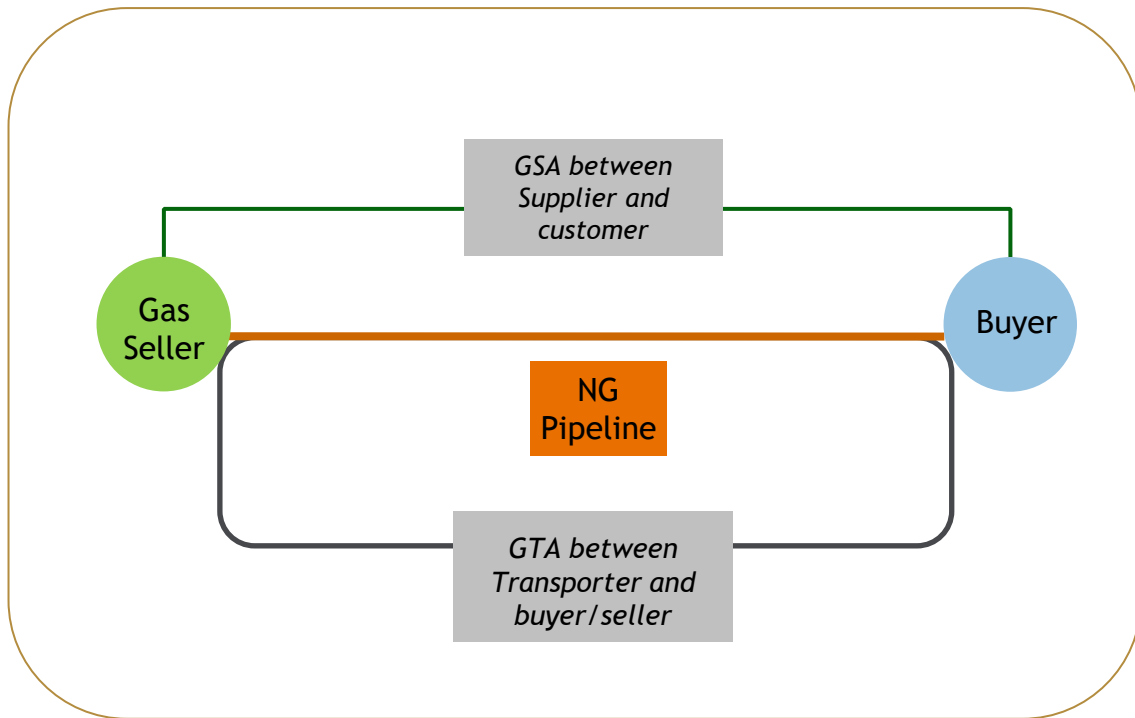 GSA between
Supplier and
customer
Gas
Seller
Buyer
NG
Pipeline
GTA between
Transporter and
buyer/seller